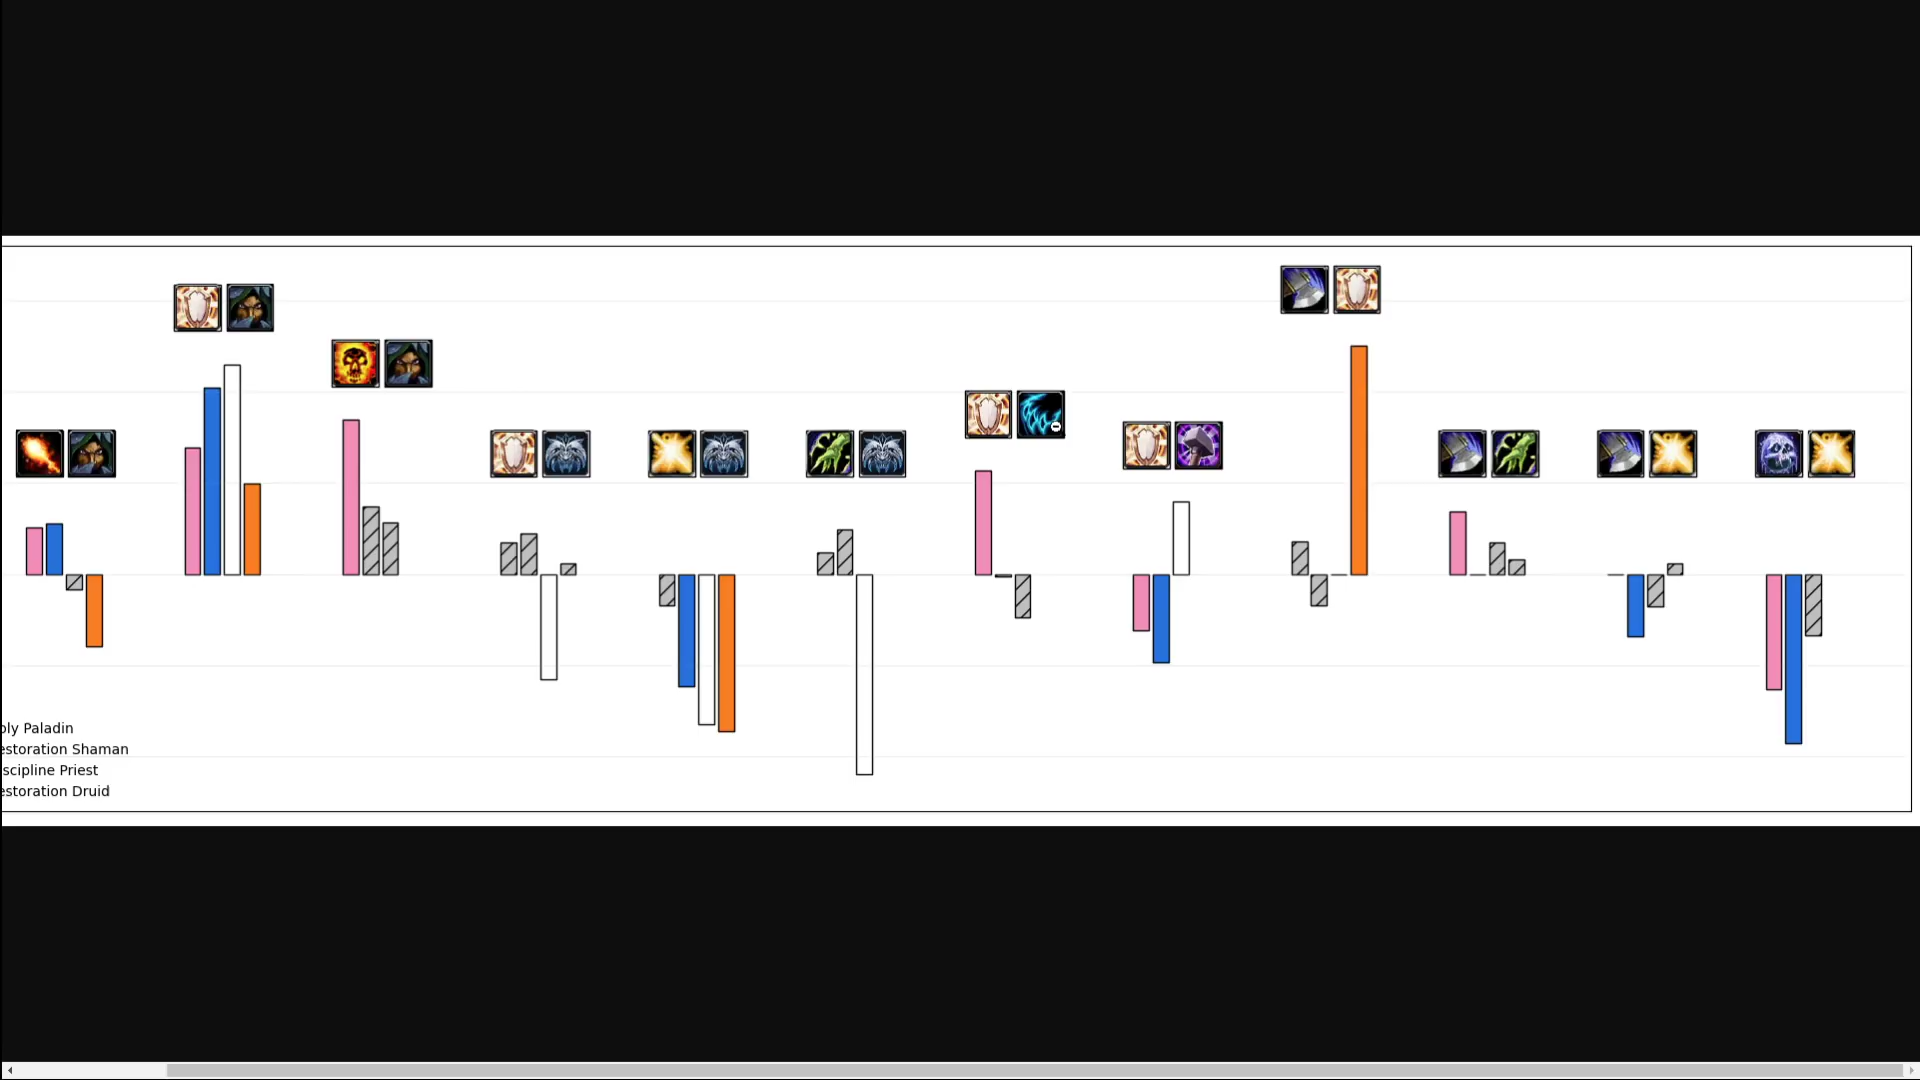 oly Paladin
estoration Shaman
scipline Priest
estoration Druid